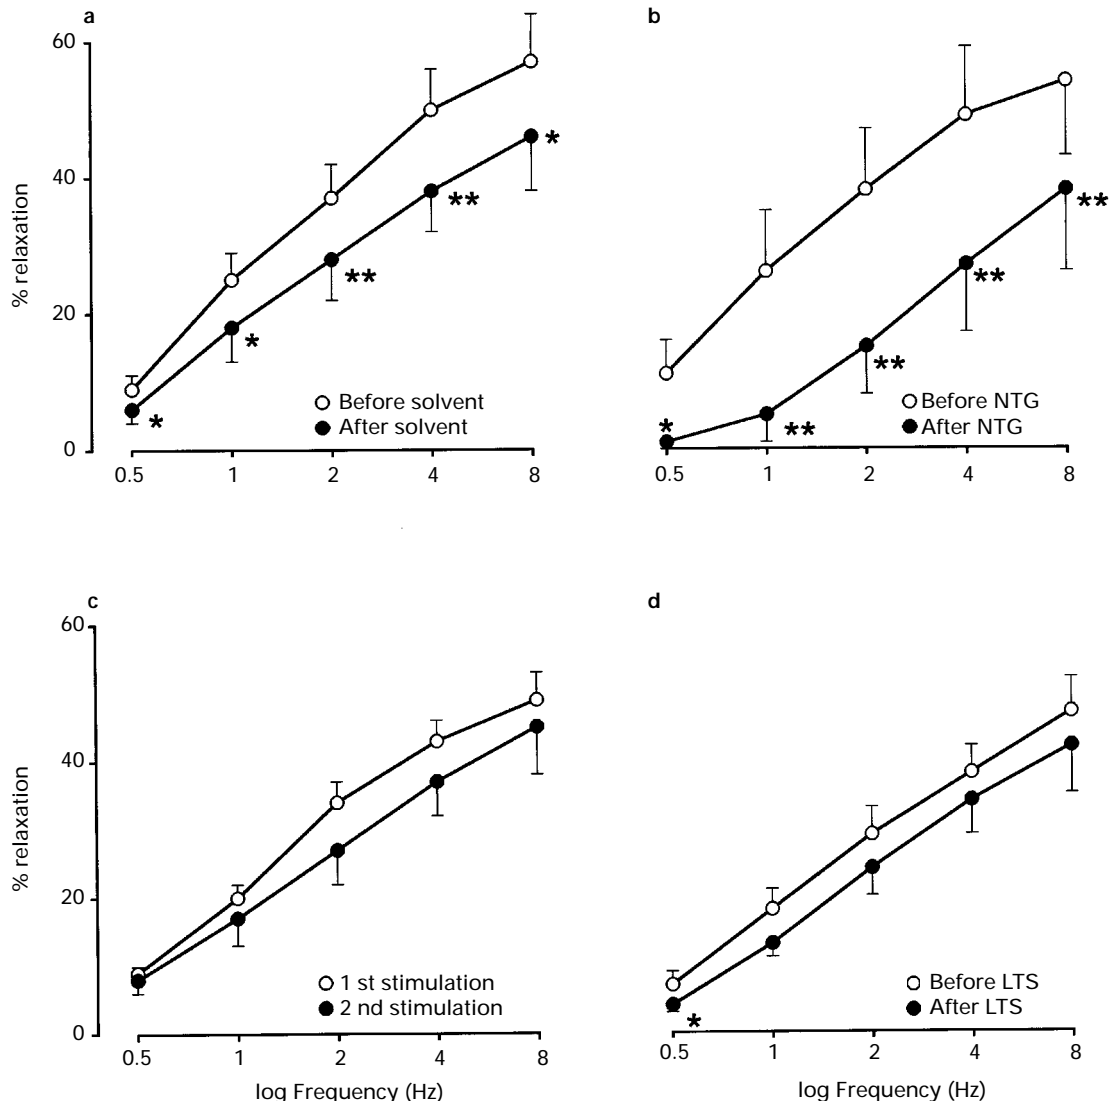 a
60
40
20
0
% relaxation
*
*
**
**
*
Before solvent
After solvent
0.5 1 2 4 8
b
*
**
**
**
**
Before NTG
After NTG
0.5 1 2 4 8
c
60
40
20
0
% relaxation
1 st stimulation
2 nd stimulation
0.5 1 2 4 8
log Frequency (Hz)
d
*
Before LTS
After LTS
0.5 1 2 4 8
log Frequency (Hz)